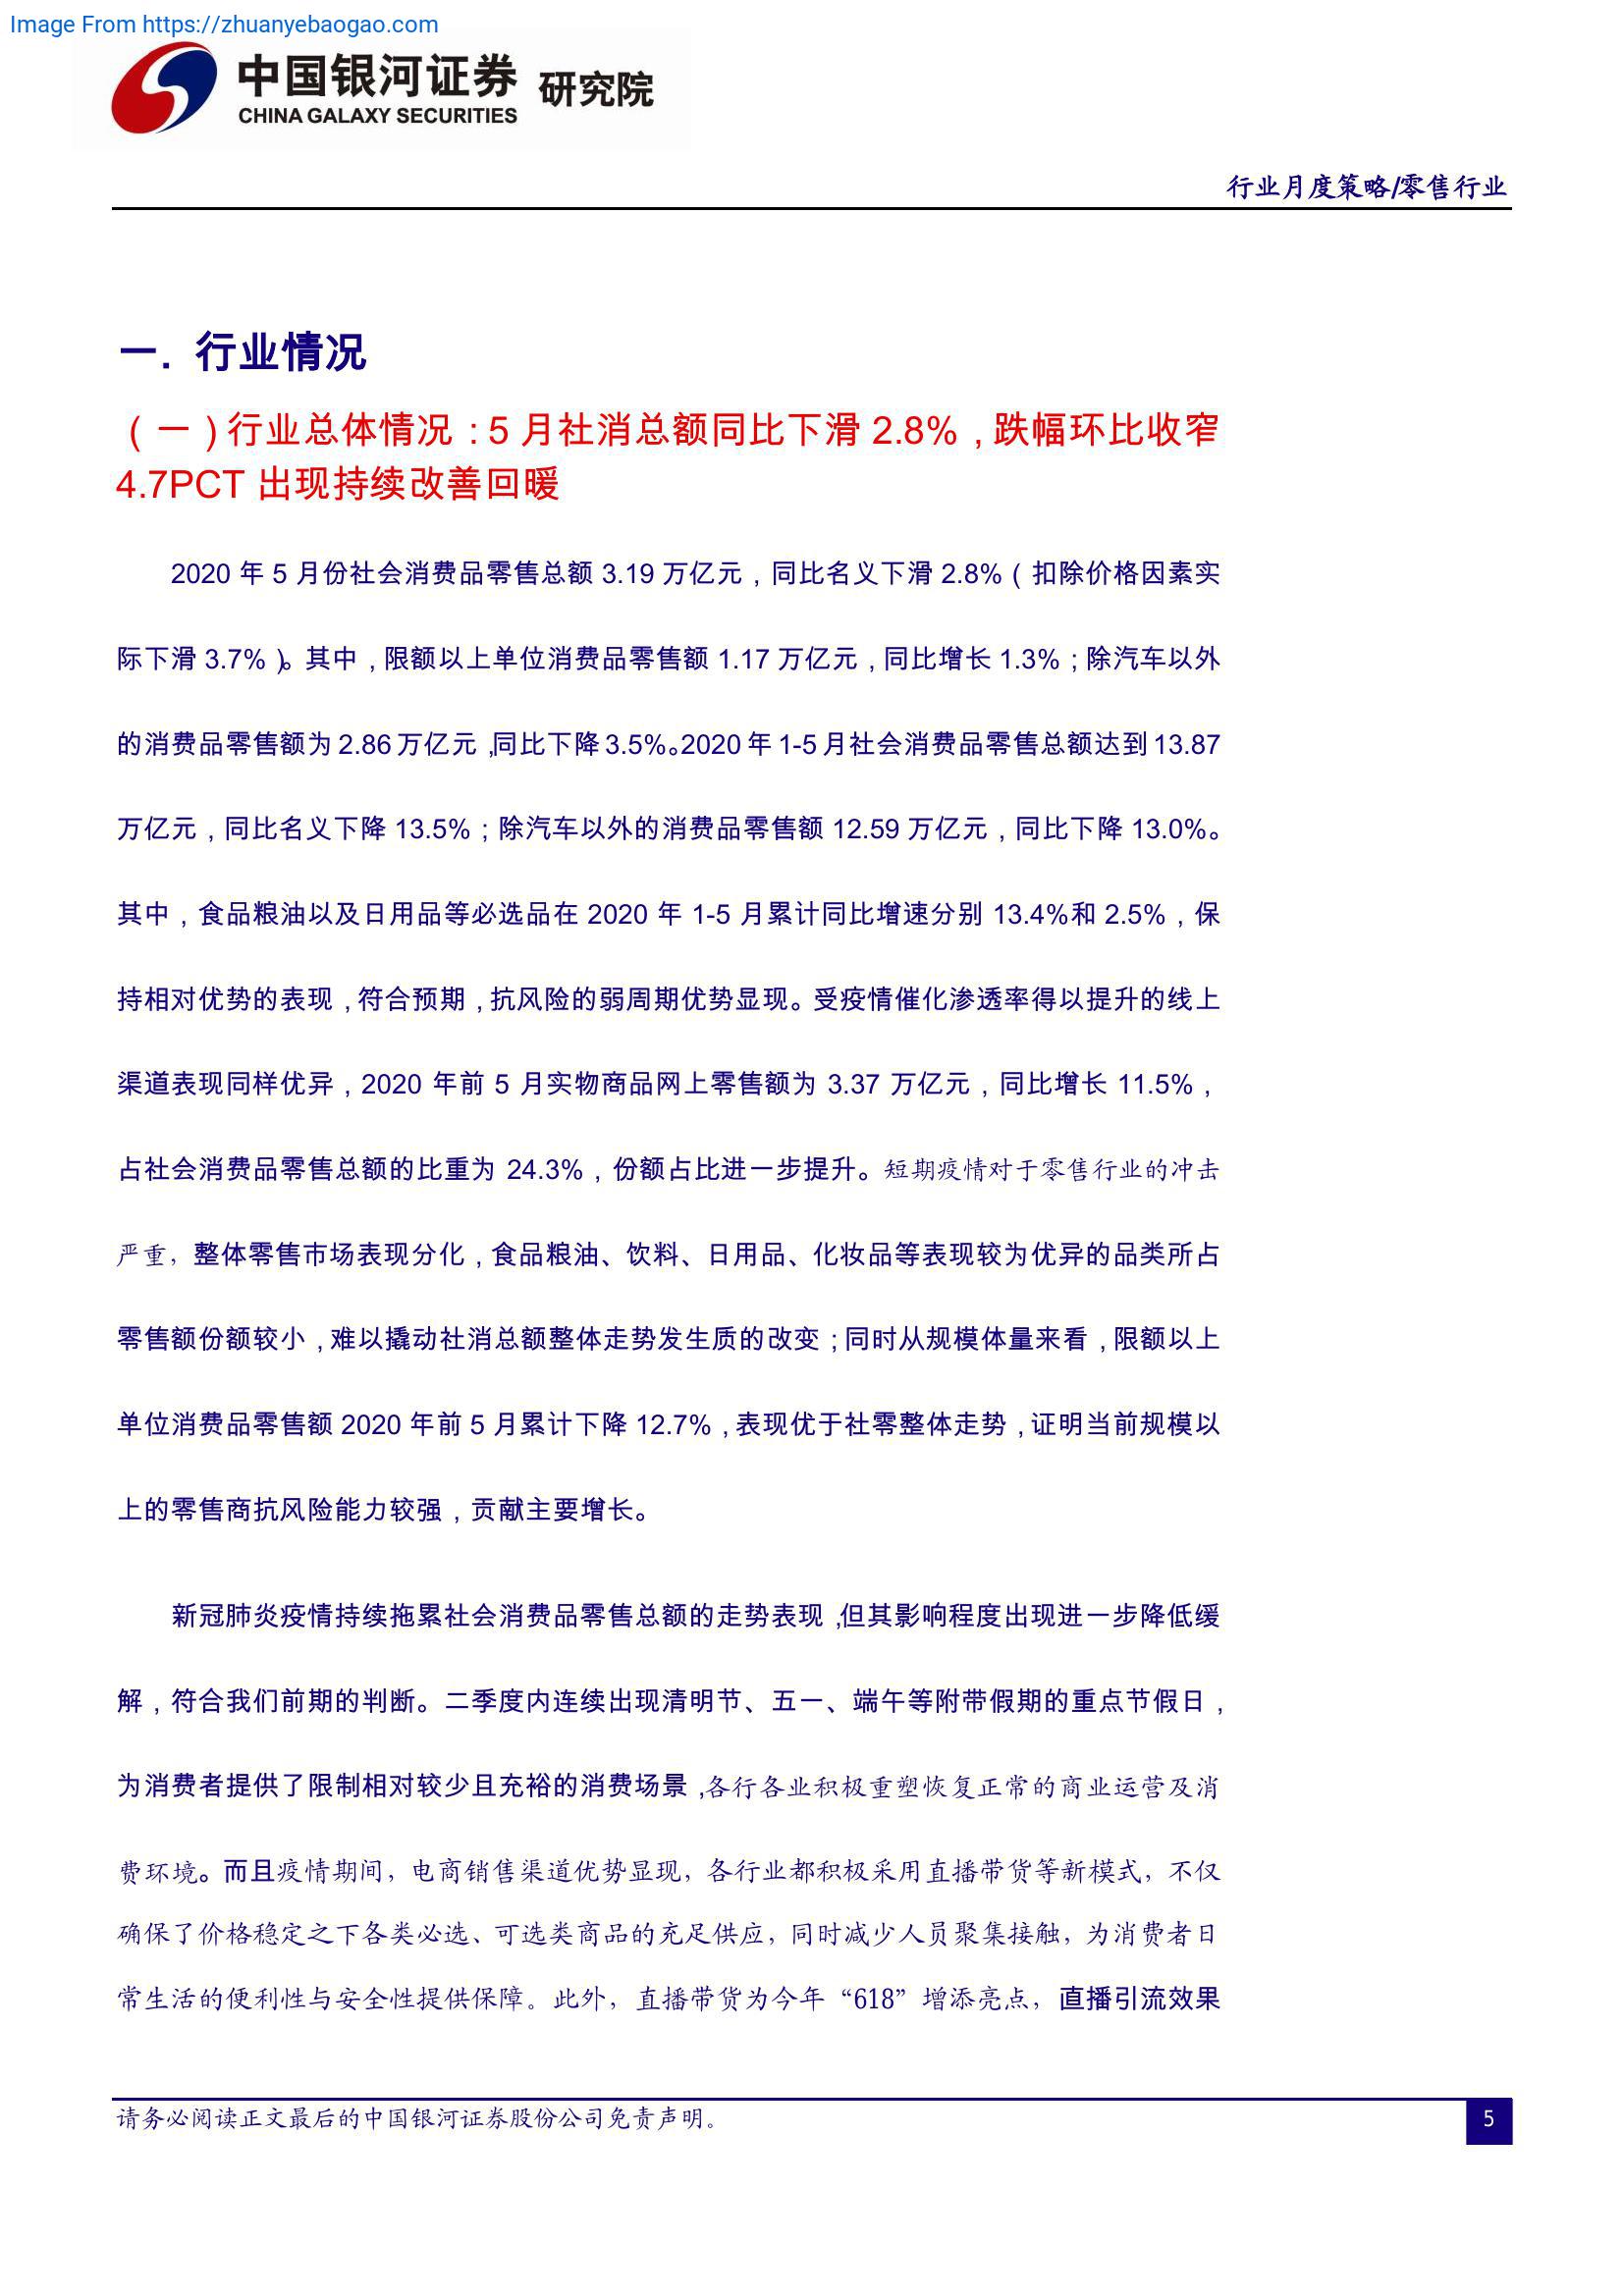 Image From https://zhuanyebaogao.com
中国银河证券 研究院
CHINA GALAXY SECURITIES
行业月度策略/零售行业
一. 行业情况
（一）行业总体情况：5 月社消总额同比下滑 2.8%，跌幅环比收窄
4.7PCT 出现持续改善回暖
2020 年 5 月份社会消费品零售总额 3.19 万亿元，同比名义下滑 2.8%（扣除价格因素实
际下滑 3.7%）。其中，限额以上单位消费品零售额 1.17 万亿元，同比增长 1.3%；除汽车以外
的消费品零售额为 2.86 万亿元，同比下降 3.5%。2020 年 1-5 月社会消费品零售总额达到 13.87
万亿元，同比名义下降 13.5%；除汽车以外的消费品零售额 12.59 万亿元，同比下降 13.0%。
其中，食品粮油以及日用品等必选品在 2020 年 1-5 月累计同比增速分别 13.4%和 2.5%，保
持相对优势的表现，符合预期，抗风险的弱周期优势显现。受疫情催化渗透率得以提升的线上
渠道表现同样优异，2020 年前 5 月实物商品网上零售额为 3.37 万亿元，同比增长 11.5%，
占社会消费品零售总额的比重为 24.3%，份额占比进一步提升。短期疫情对于零售行业的冲击
严重，整体零售市场表现分化，食品粮油、饮料、日用品、化妆品等表现较为优异的品类所占
零售额份额较小，难以撬动社消总额整体走势发生质的改变；同时从规模体量来看，限额以上
单位消费品零售额 2020 年前 5 月累计下降 12.7%，表现优于社零整体走势，证明当前规模以
上的零售商抗风险能力较强，贡献主要增长。
新冠肺炎疫情持续拖累社会消费品零售总额的走势表现，但其影响程度出现进一步降低缓
解，符合我们前期的判断。二季度内连续出现清明节、五一、端午等附带假期的重点节假日，
为消费者提供了限制相对较少且充裕的消费场景，各行各业积极重塑恢复正常的商业运营及消
费环境。而且疫情期间，电商销售渠道优势显现，各行业都积极采用直播带货等新模式，不仅
确保了价格稳定之下各类必选、可选类商品的充足供应，同时减少人员聚集接触，为消费者日
常生活的便利性与安全性提供保障。此外，直播带货为今年“618”增添亮点，直播引流效果
请务必阅读正文最后的中国银河证券股份公司免责声明。
5